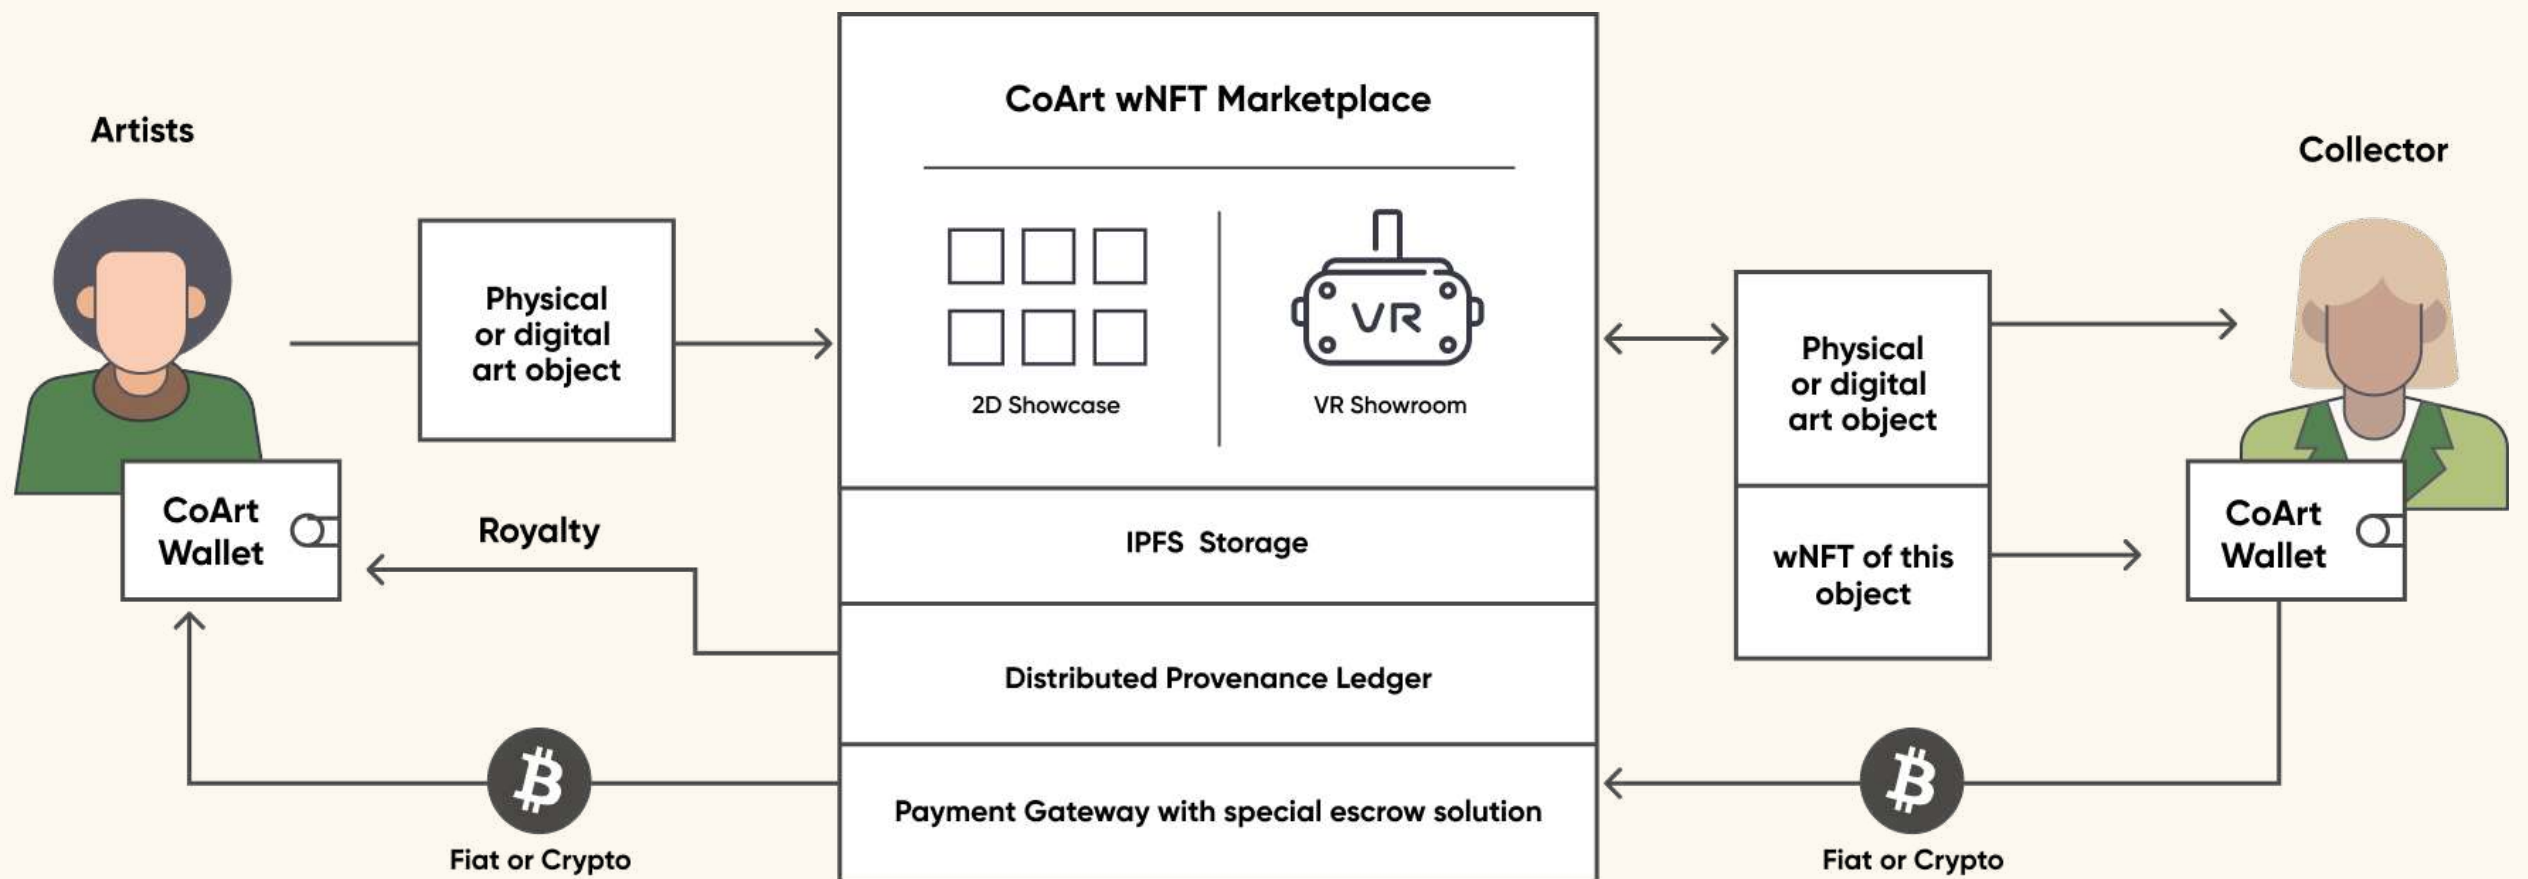 CoArt wNFT Marketplace
Artists
Collector
Physical
or digital
art object
VR
2D Showcase
VR Showroom
Physical
or digital
art object
CoArt
Wallet
Royalty
IPFS Storage
wNFT of this
object
CoArt
Wallet
Distributed Provenance Ledger
Payment Gateway with special escrow solution
Fiat or Crypto
Fiat or Crypto